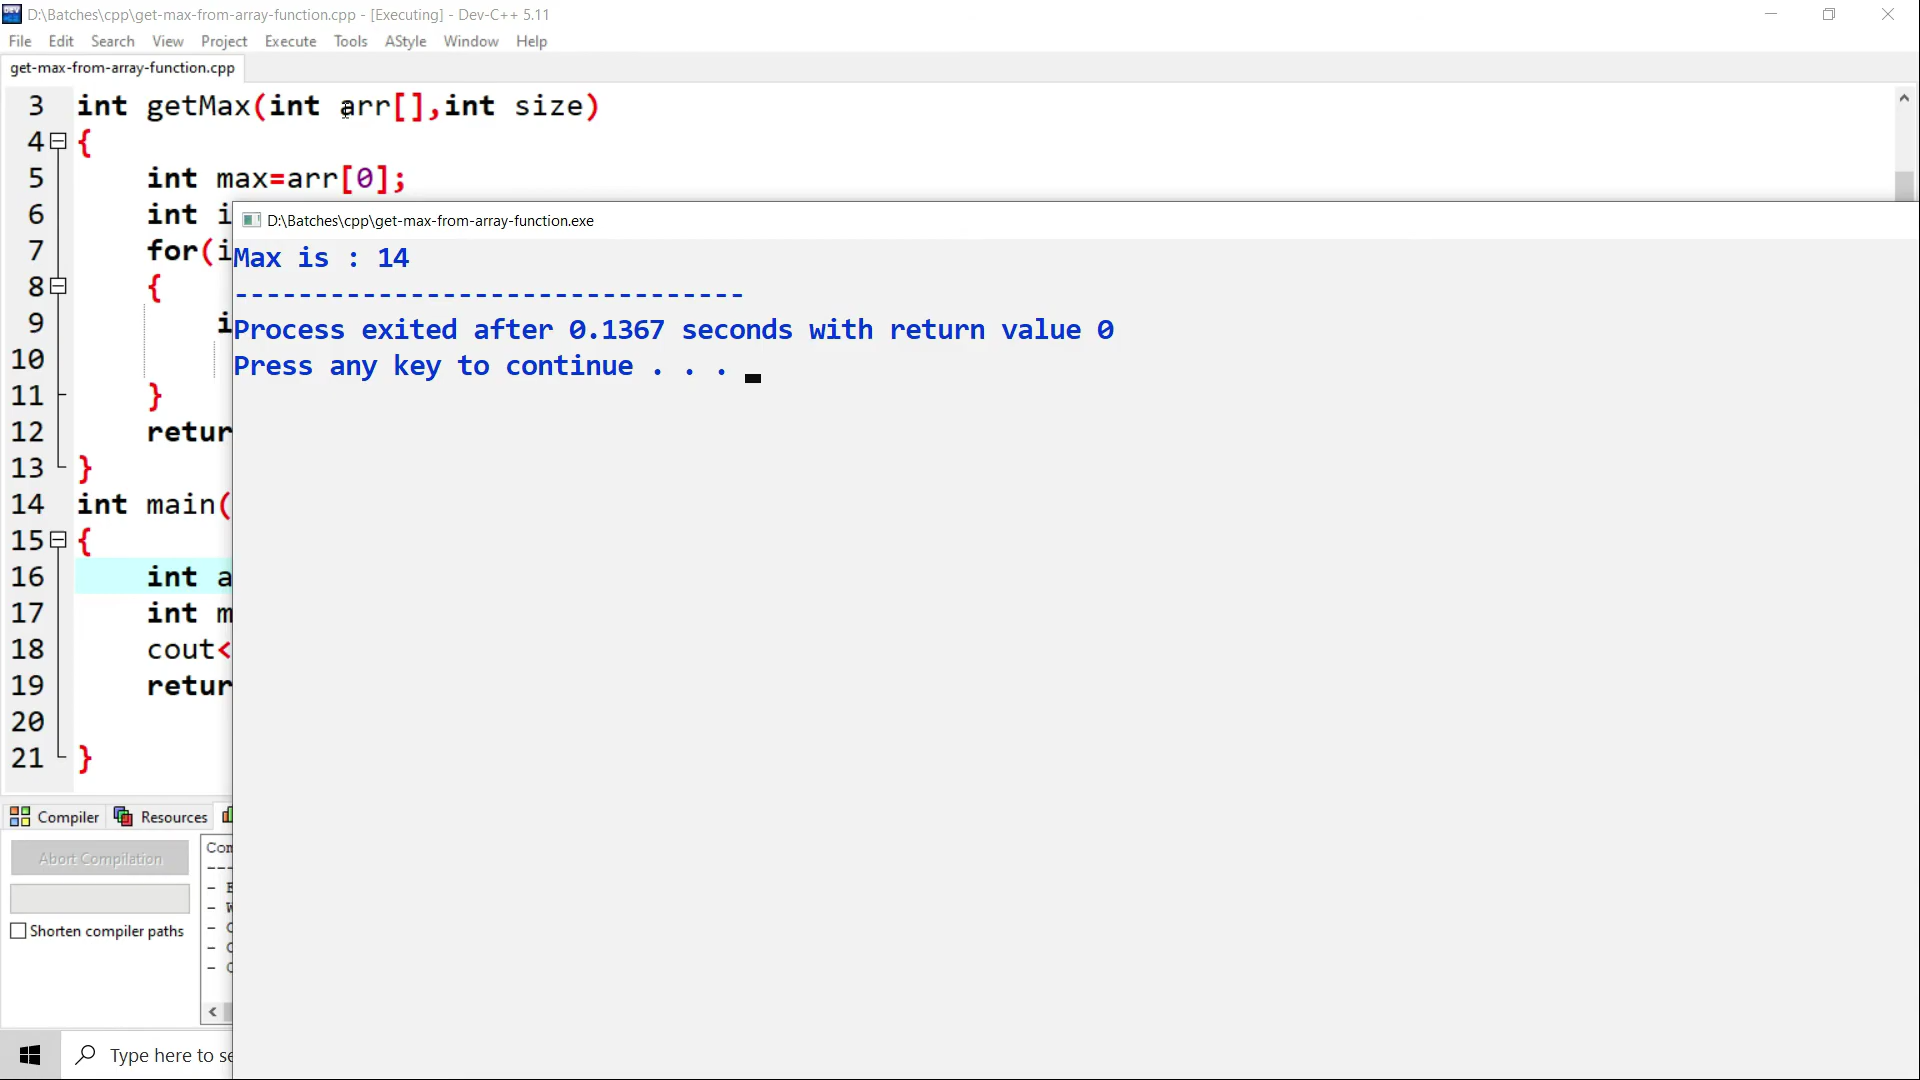 D:\Batches\cpp\get-max-from-array-function.cpp - [Executing] - Dev-C++ 5.11
File Edit Search View Project Execute Tools AStyle Window Help
get-max-from-array-function.cpp
3 int getMax(int arr[],int size)
4 {
5 int max=arr[0];
6 int i
7 for(i
8 {
9 i
10
11 }
12 retur
13 }
14 int main(
15 {
16 int a
17 int m
18 cout<
19 retur
20
21 }
D:\Batches\cpp\get-max-from-array-function.exe
Max is : 14
--------------------------------
Process exited after 0.1367 seconds with return value 0
Press any key to continue . . .
Compiler Resources
Abort Compilation
Shorten compiler paths
Com
Type here to se